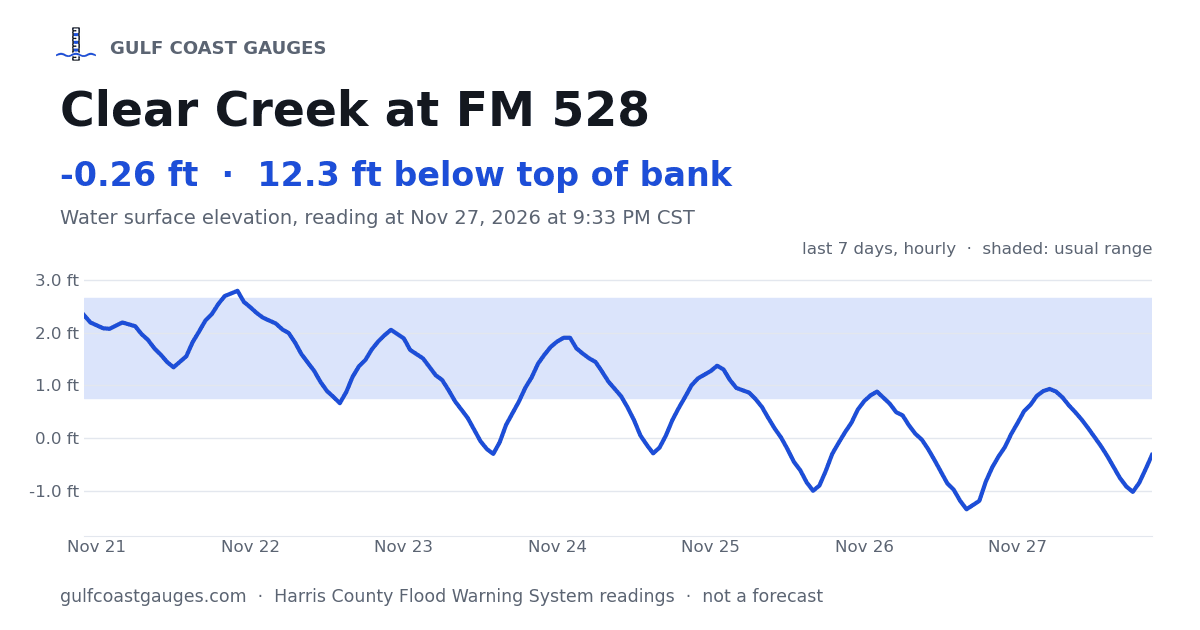 GULF COAST GAUGES
Clear Creek at FM 528
-0.26 ft · 12.3 ft below top of bank
Water surface elevation, reading at Nov 27, 2026 at 9:33 PM CST
last 7 days, hourly · shaded: usual range
3.0 ft
2.0 ft
1.0 ft
0.0 ft
-1.0 ft
Nov 21 Nov 22 Nov 23 Nov 24 Nov 25 Nov 26 Nov 27
gulfcoastgauges.com · Harris County Flood Warning System readings · not a forecast